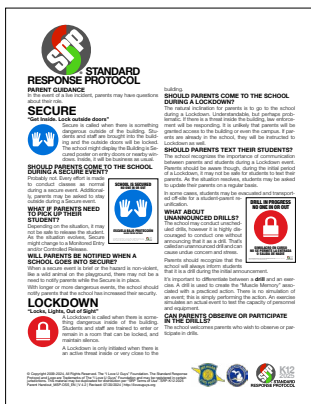 SRP
STANDARD
RESPONSE PROTOCOL
PARENT GUIDANCE
In the event of a live incident, parents may have questions
about their role.
SECURE
"Get Inside. Lock outside doors"
Secure is called when there is something
dangerous outside of the building. Stu-
dents and staff are brought into the build-
ing and the outside doors will be locked.
The school might display the Building is Se-
cured poster on entry doors or nearby win-
dows. Inside, it will be business as usual.
SHOULD PARENTS COME TO THE SCHOOL
DURING A SECURE EVENT?
Probably not. Every effort is made
to conduct classes as normal
during a secure event. Additional-
ly, parents may be asked to stay
outside during a Secure event.
WHAT IF PARENTS NEED
TO PICK UP THEIR
STUDENT?
Depending on the situation, it may
not be safe to release the student.
As the situation evolves, Secure
might change to a Monitored Entry
and/or Controlled Release.
SCHOOL IS SECURED
WILL PARENTS BE NOTIFIED WHEN A
SCHOOL GOES INTO SECURE?
When a secure event is brief or the hazard is non-violent,
like a wild animal on the playground, there may not be a
need to notify parents while the Secure is in place.
With longer or more dangerous events, the school should
notify parents that the school has increased their security.
LOCKDOWN
"Locks, Lights, Out of Sight"
A Lockdown is called when there is some-
thing dangerous inside of the building.
Students and staff are trained to enter or
remain in a room that can be locked, and
maintain silence.
A Lockdown is only initiated when there is
an active threat inside or very close to the
building.
SHOULD PARENTS COME TO THE SCHOOL
DURING A LOCKDOWN?
The natural inclination for parents is to go to the school
during a Lockdown. Understandable, but perhaps prob-
lematic. If there is a threat inside the building, law enforce-
ment will be responding. It is unlikely that parents will be
granted access to the building or even the campus. If par-
ents are already in the school, they will be instructed to
Lockdown as well.
SHOULD PARENTS TEXT THEIR STUDENTS?
The school recognizes the importance of communication
between parents and students during a Lockdown event.
Parents should be aware though, during the initial period
of a Lockdown, it may not be safe for students to text their
parents. As the situation resolves, students may be asked
to update their parents on a regular basis.
In some cases, students may be evacuated and transport-
ed off-site for a student-parent re-
unification.
WHAT ABOUT
UNANNOUNCED DRILLS?
The school may conduct unsched-
uled drills, however it is highly dis-
couraged to conduct one without
announcing that it is a drill. That's
called an unannounced drill and can
cause undue concern and stress.
DRILL IN PROGRESS
NO ONE IN OR OUT
Parents should recognize that the
school will always inform students
that it is a drill during the initial announcement.
It's important to differentiate between a drill and an exer-
cise. A drill is used to create the "Muscle Memory" asso-
ciated with a practiced action. There is no simulation of
an event; this is simply performing the action. An exercise
simulates an actual event to test the capacity of personnel
and equipment.
CAN PARENTS OBSERVE OR PARTICIPATE
IN THE DRILLS?
The school welcomes parents who wish to observe or par-
ticipate in drills.
STANDARD
RESPONSE PROTOCOL
K12